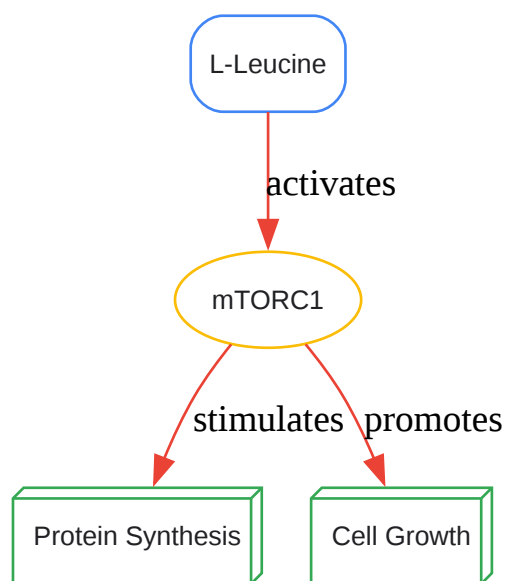 L-Leucine
activates
mTORC1
stimulates promotes
Protein Synthesis Cell Growth